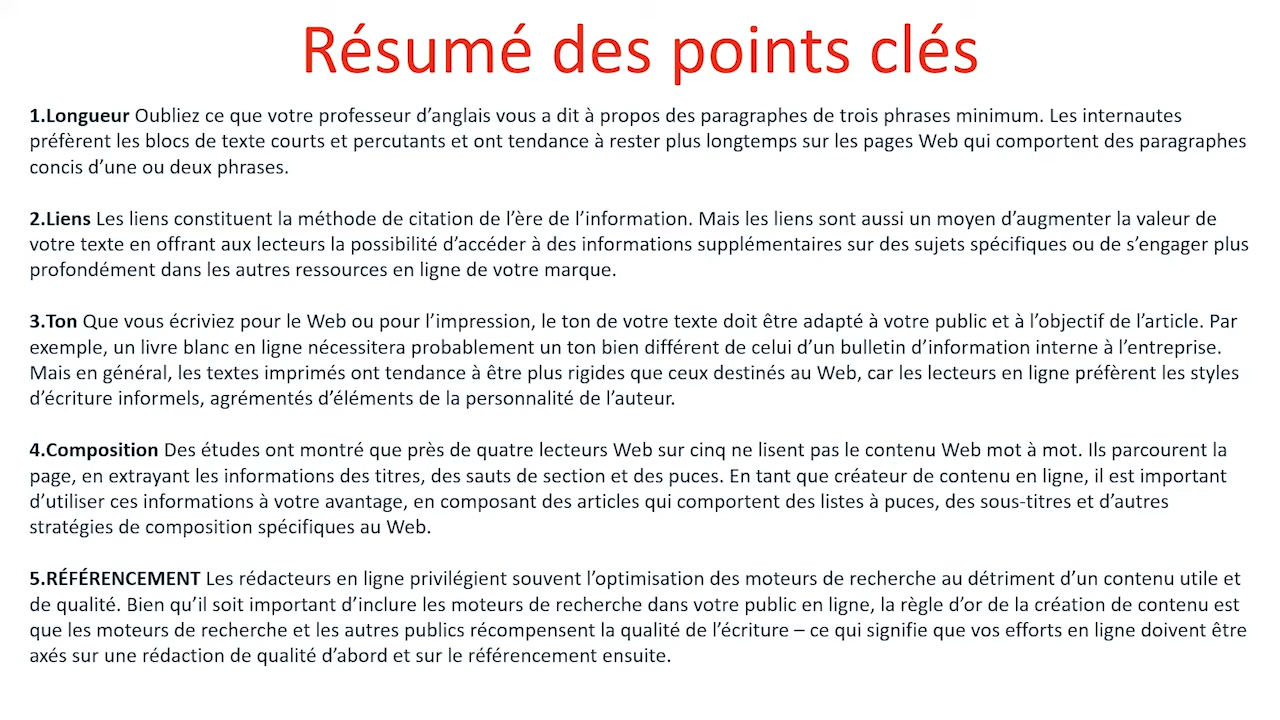 Résumé des points clés
1.Longueur Oubliez ce que votre professeur d’anglais vous a dit à propos des paragraphes de trois phrases minimum. Les internautes
préfèrent les blocs de texte courts et percutants et ont tendance à rester plus longtemps sur les pages Web qui comportent des paragraphes
concis d’une ou deux phrases.
2.Liens Les liens constituent la méthode de citation de l’ère de l’information. Mais les liens sont aussi un moyen d’augmenter la valeur de
votre texte en offrant aux lecteurs la possibilité d’accéder à des informations supplémentaires sur des sujets spécifiques ou de s’engager plus
profondément dans les autres ressources en ligne de votre marque.
3.Ton Que vous écriviez pour le Web ou pour l’impression, le ton de votre texte doit être adapté à votre public et à l’objectif de l’article. Par
exemple, un livre blanc en ligne nécessitera probablement un ton bien différent de celui d’un bulletin d’information interne à l’entreprise.
Mais en général, les textes imprimés ont tendance à être plus rigides que ceux destinés au Web, car les lecteurs en ligne préfèrent les styles
d’écriture informels, agrémentés d’éléments de la personnalité de l’auteur.
4.Composition Des études ont montré que près de quatre lecteurs Web sur cinq ne lisent pas le contenu Web mot à mot. Ils parcourent la
page, en extrayant les informations des titres, des sauts de section et des puces. En tant que créateur de contenu en ligne, il est important
d’utiliser ces informations à votre avantage, en composant des articles qui comportent des listes à puces, des sous-titres et d’autres
stratégies de composition spécifiques au Web.
5.RÉFÉRENCEMENT Les rédacteurs en ligne privilégient souvent l’optimisation des moteurs de recherche au détriment d’un contenu utile et
de qualité. Bien qu’il soit important d’inclure les moteurs de recherche dans votre public en ligne, la règle d’or de la création de contenu est
que les moteurs de recherche et les autres publics récompensent la qualité de l’écriture – ce qui signifie que vos efforts en ligne doivent être
axés sur une rédaction de qualité d’abord et sur le référencement ensuite.